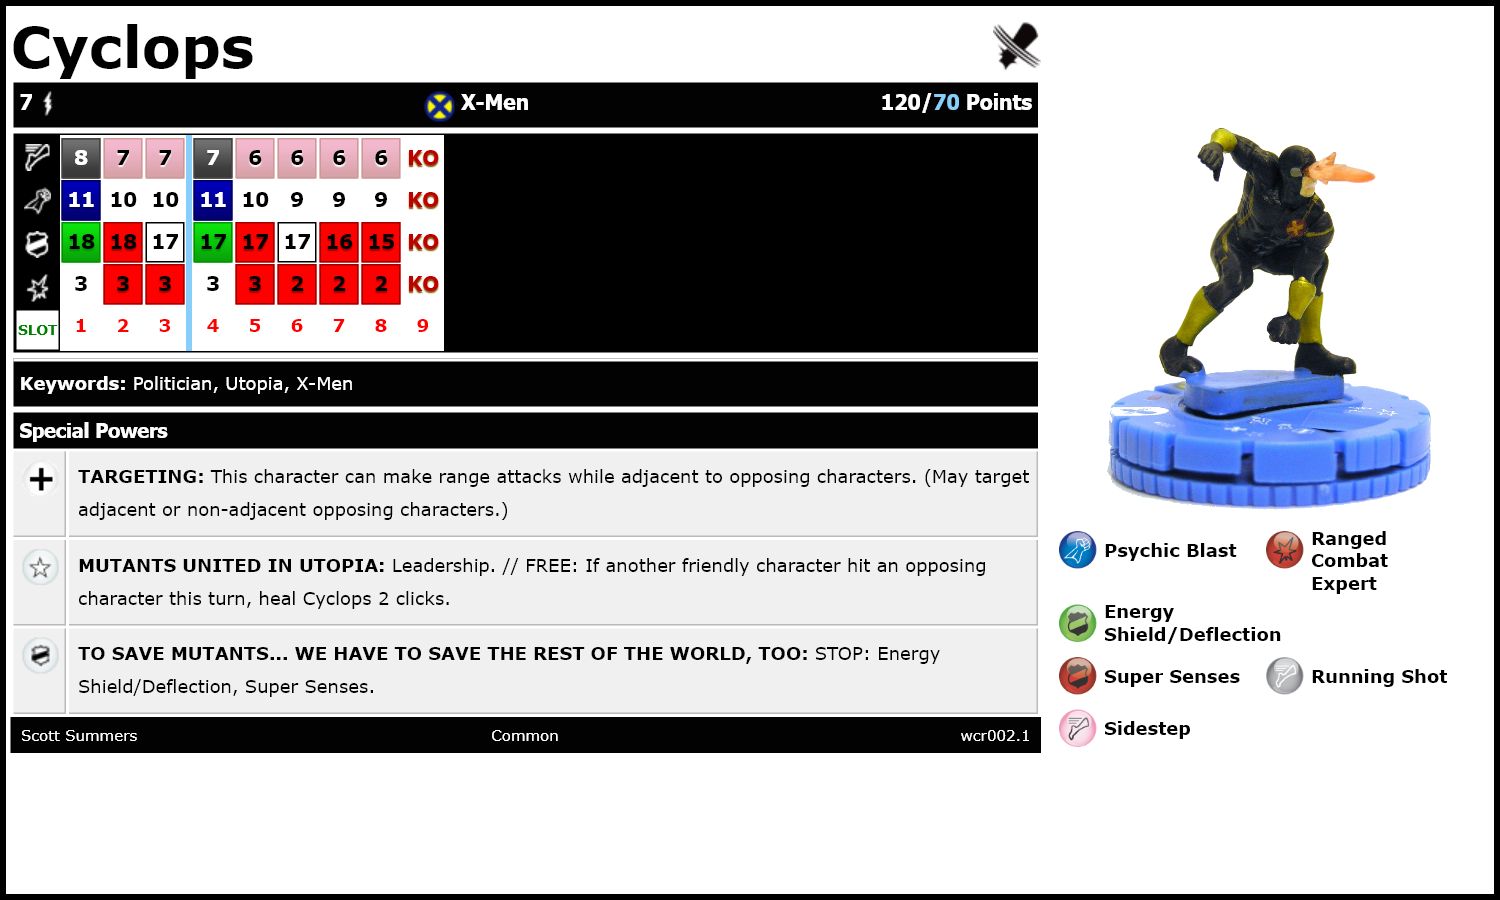 Cyclops
7 X-Men 120/70 Points
8 7 7 7 6 6 6 6 KO
11 10 10 11 10 9 9 9 KO
18 18 17 17 17 17 16 15 KO
3 3 3 3 3 2 2 2 KO
SLOT 1 2 3 4 5 6 7 8 9
Keywords: Politician, Utopia, X-Men
Special Powers
TARGETING: This character can make range attacks while adjacent to opposing characters. (May target
adjacent or non-adjacent opposing characters.)
MUTANTS UNITED IN UTOPIA: Leadership. // FREE: If another friendly character hit an opposing
character this turn, heal Cyclops 2 clicks.
TO SAVE MUTANTS... WE HAVE TO SAVE THE REST OF THE WORLD, TOO: STOP: Energy
Shield/Deflection, Super Senses.
Scott Summers Common wcr002.1
Psychic Blast
Ranged
Combat
Expert
Energy
Shield/Deflection
Super Senses
Running Shot
Sidestep